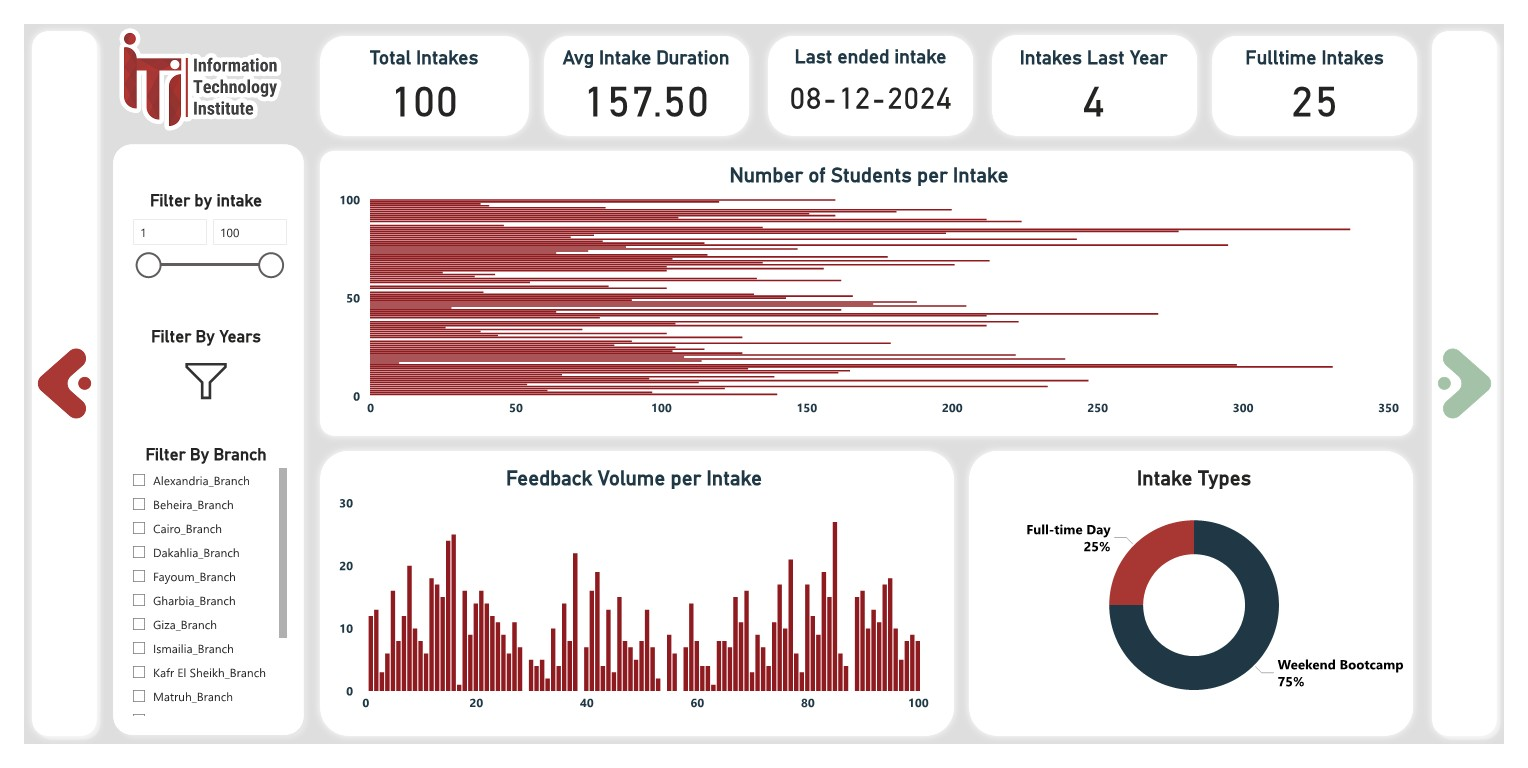 Information
Technology
Institute
Total Intakes
100
Avg Intake Duration
157.50
Last ended intake
08-12-2024
Intakes Last Year
4
Fulltime Intakes
25
Filter by intake
1
100
Filter By Years
Filter By Branch
Alexandria_Branch
Beheira_Branch
Cairo_Branch
Dakahlia_Branch
Fayoum_Branch
Gharbia_Branch
Giza_Branch
Ismailia_Branch
Kafr El Sheikh_Branch
Matruh_Branch
Number of Students per Intake
100
50
0
0 50 100 150 200 250 300 350
Feedback Volume per Intake
30
20
10
0
0 20 40 60 80 100
Intake Types
Full-time Day
25%
Weekend Bootcamp
75%